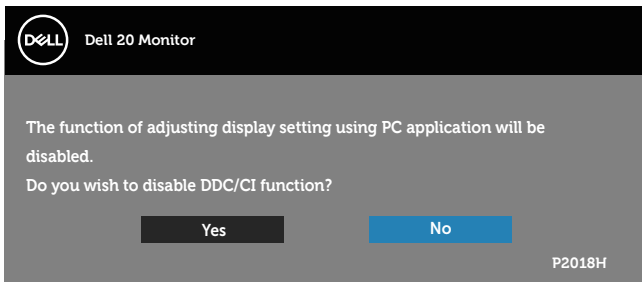 DELL
Dell 20 Monitor
The function of adjusting display setting using PC application will be
disabled.
Do you wish to disable DDC/CI function?
Yes No
P2018H